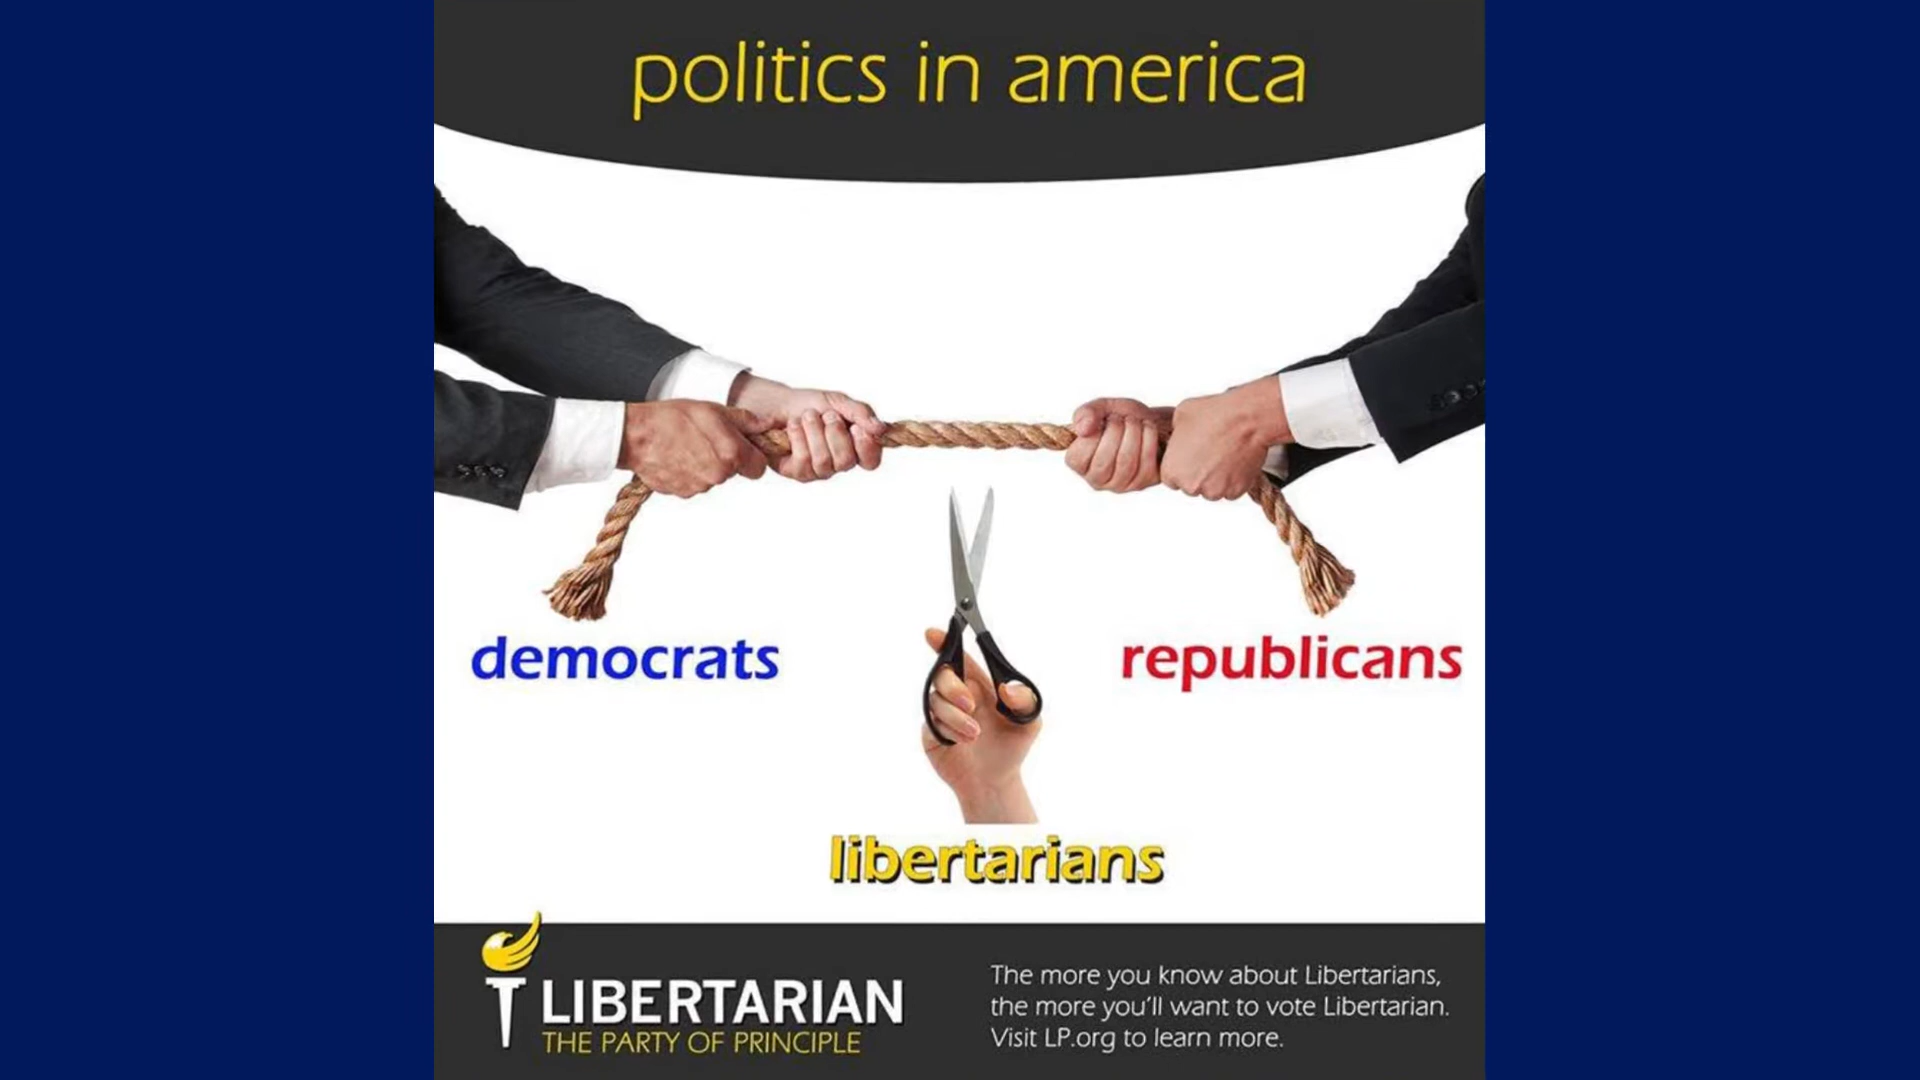 politics in america
democrats
republicans
libertarians
LIBERTARIAN
THE PARTY OF PRINCIPLE
The more you know about Libertarians,
the more you'll want to vote Libertarian.
Visit LP.org to learn more.